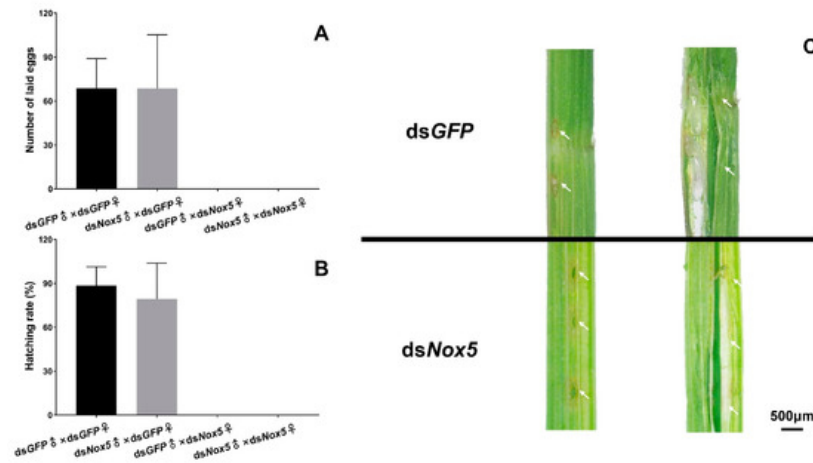 A
Number of laid eggs
120
90
60
30
0
dsGFP♂×dsGFP♀
dsNox5♂×dsGFP♀
dsGFP♂×dsNox5♀
dsNox5♂×dsNox5♀
B
Hatching rate (%)
120
90
60
30
0
dsGFP♂×dsGFP♀
dsNox5♂×dsGFP♀
dsGFP♂×dsNox5♀
dsNox5♂×dsNox5♀
C
dsGFP
dsNox5
500μm